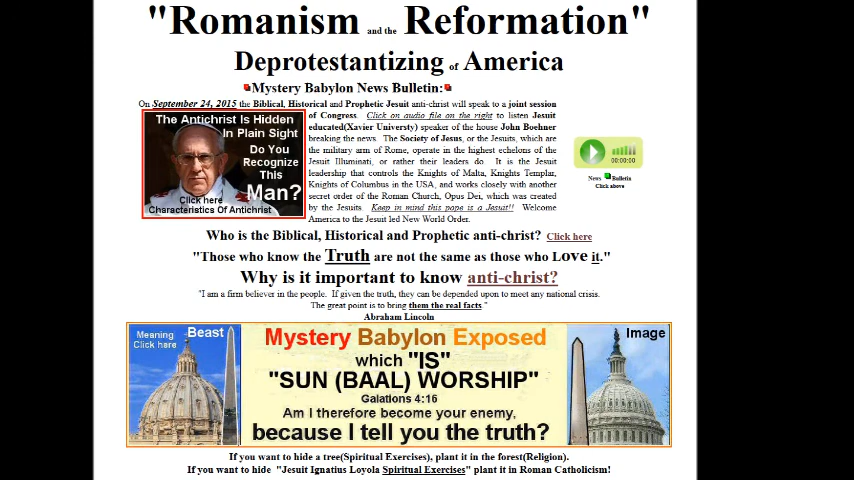 "Romanism and the Reformation"
Deprotestantizing of America
Mystery Babylon News Bulletin:
On September 24, 2015 the Biblical, Historical and Prophetic Jesuit anti-christ will speak to a joint session
of Congress. Click on audio file on the right to listen Jesuit
educated(Xavier Universty) speaker of the house John Boehner
breaking the news. The Society of Jesus, or the Jesuits, which are
the military arm of Rome, operate in the highest echelons of the
Jesuit Illuminati, or rather their leaders do. It is the Jesuit
leadership that controls the Knights of Malta, Knights Templar,
Knights of Columbus in the USA, and works closely with another
secret order of the Roman Church, Opus Dei, which was created
by the Jesuits. Keep in mind this pope is a Jesuit!! Welcome
America to the Jesuit led New World Order.
The Antichrist Is Hidden
In Plain Sight
Do You
Recognize
This
Man?
Click here
Characteristics Of Antichrist
00:00:00
News Bulletin
Click above
Who is the Biblical, Historical and Prophetic anti-christ? Click here
"Those who know the Truth are not the same as those who Love it."
Why is it important to know anti-christ?
"I am a firm believer in the people. If given the truth, they can be depended upon to meet any national crisis.
The great point is to bring them the real facts."
Abraham Lincoln
Meaning
Click here
Beast
Mystery Babylon Exposed
which "IS"
"SUN (BAAL) WORSHIP"
Galations 4:16
Am I therefore become your enemy,
because I tell you the truth?
Image
If you want to hide a tree(Spiritual Exercises), plant it in the forest(Religion).
If you want to hide "Jesuit Ignatius Loyola Spiritual Exercises" plant it in Roman Catholicism!